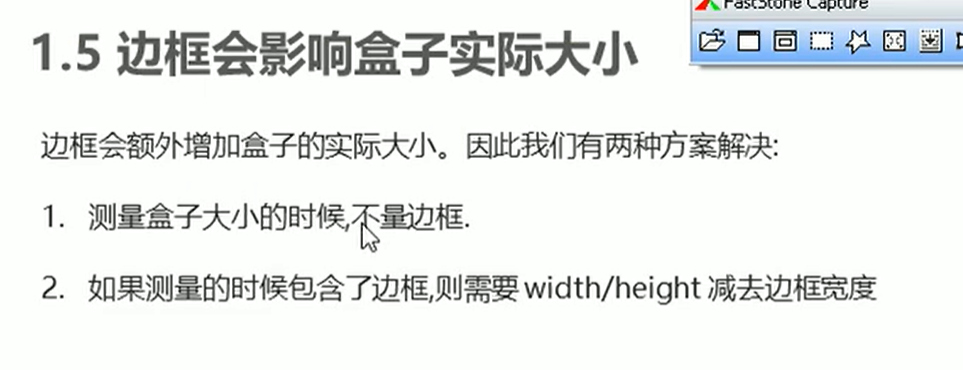 FastStone Capture
1.5 边框会影响盒子实际大小
边框会额外增加盒子的实际大小。因此我们有两种方案解决:
1. 测量盒子大小的时候,不量边框.
2. 如果测量的时候包含了边框,则需要 width/height 减去边框宽度